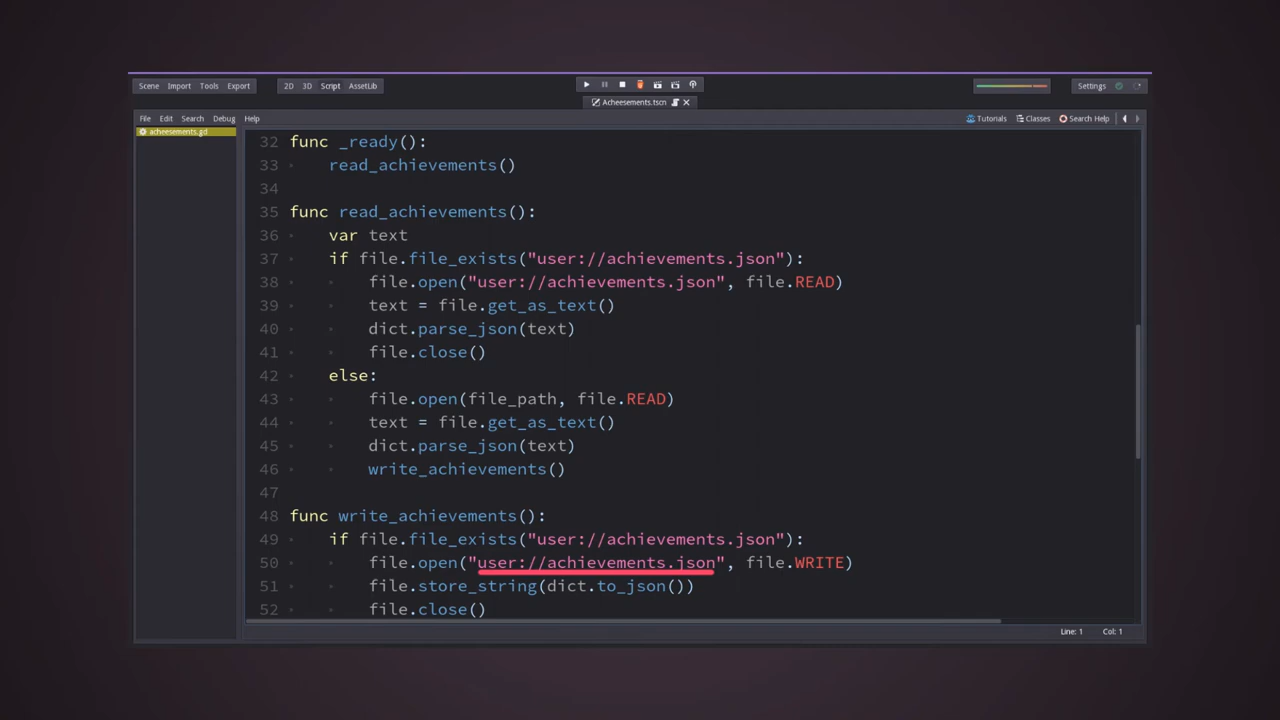 Scene Import Tools Export 2D 3D Script AssetLib Settings
Acheesements.tscn
File Edit Search Debug Help Tutorials Classes Search Help
acheesements.gd
32 func _ready():
33 read_achievements()
34
35 func read_achievements():
36 var text
37 if file.file_exists("user://achievements.json"):
38 file.open("user://achievements.json", file.READ)
39 text = file.get_as_text()
40 dict.parse_json(text)
41 file.close()
42 else:
43 file.open(file_path, file.READ)
44 text = file.get_as_text()
45 dict.parse_json(text)
46 write_achievements()
47
48 func write_achievements():
49 if file.file_exists("user://achievements.json"):
50 file.open("user://achievements.json", file.WRITE)
51 file.store_string(dict.to_json())
52 file.close()
Line: 1 Col: 1